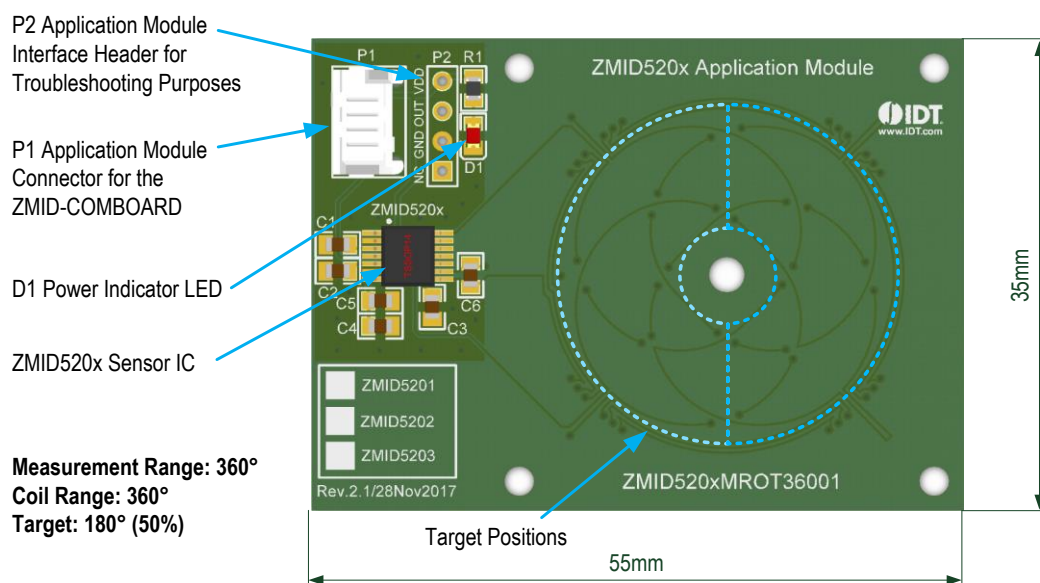 P2 Application Module
Interface Header for
Troubleshooting Purposes
P1 Application Module
Connector for the
ZMID-COMBOARD
D1 Power Indicator LED
ZMID520x Sensor IC
Measurement Range: 360°
Coil Range: 360°
Target: 180° (50%)
P1
P2
R1
VDD
OUT
GND
NC
D1
ZMID520x
C1
C2
C5
C4
C3
C6
ZMID5201
ZMID5202
ZMID5203
Rev.2.1/28Nov2017
ZMID520x Application Module
IDT
www.IDT.com
ZMID520xMROT36001
Target Positions
35mm
55mm